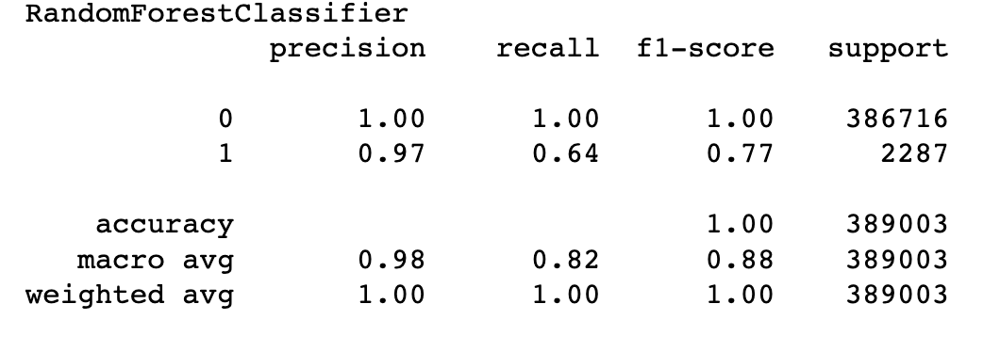 RandomForestClassifier
precision recall f1-score support
0 1.00 1.00 1.00 386716
1 0.97 0.64 0.77 2287
accuracy 1.00 389003
macro avg 0.98 0.82 0.88 389003
weighted avg 1.00 1.00 1.00 389003